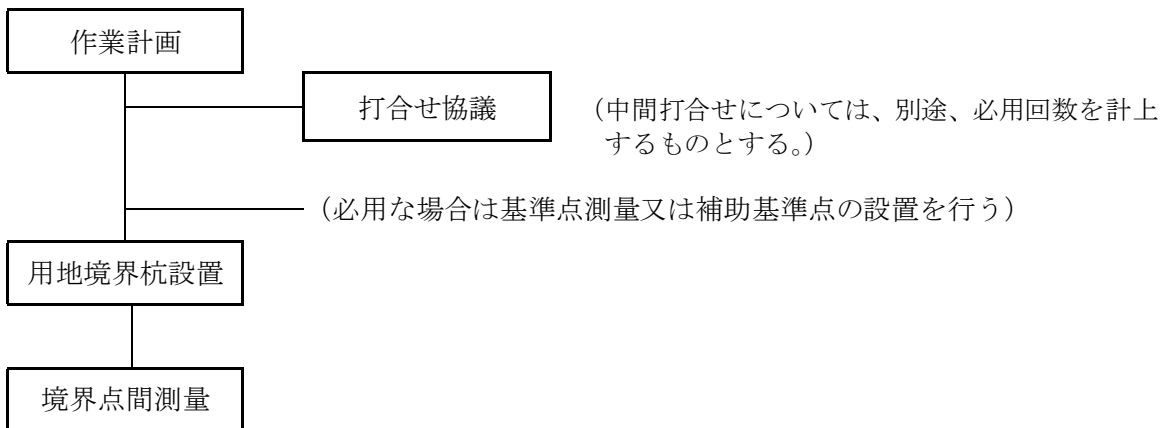 作業計画
打合せ協議
（中間打合せについては、別途、必用回数を計上
するものとする。）
（必用な場合は基準点測量又は補助基準点の設置を行う）
用地境界杭設置
境界点間測量